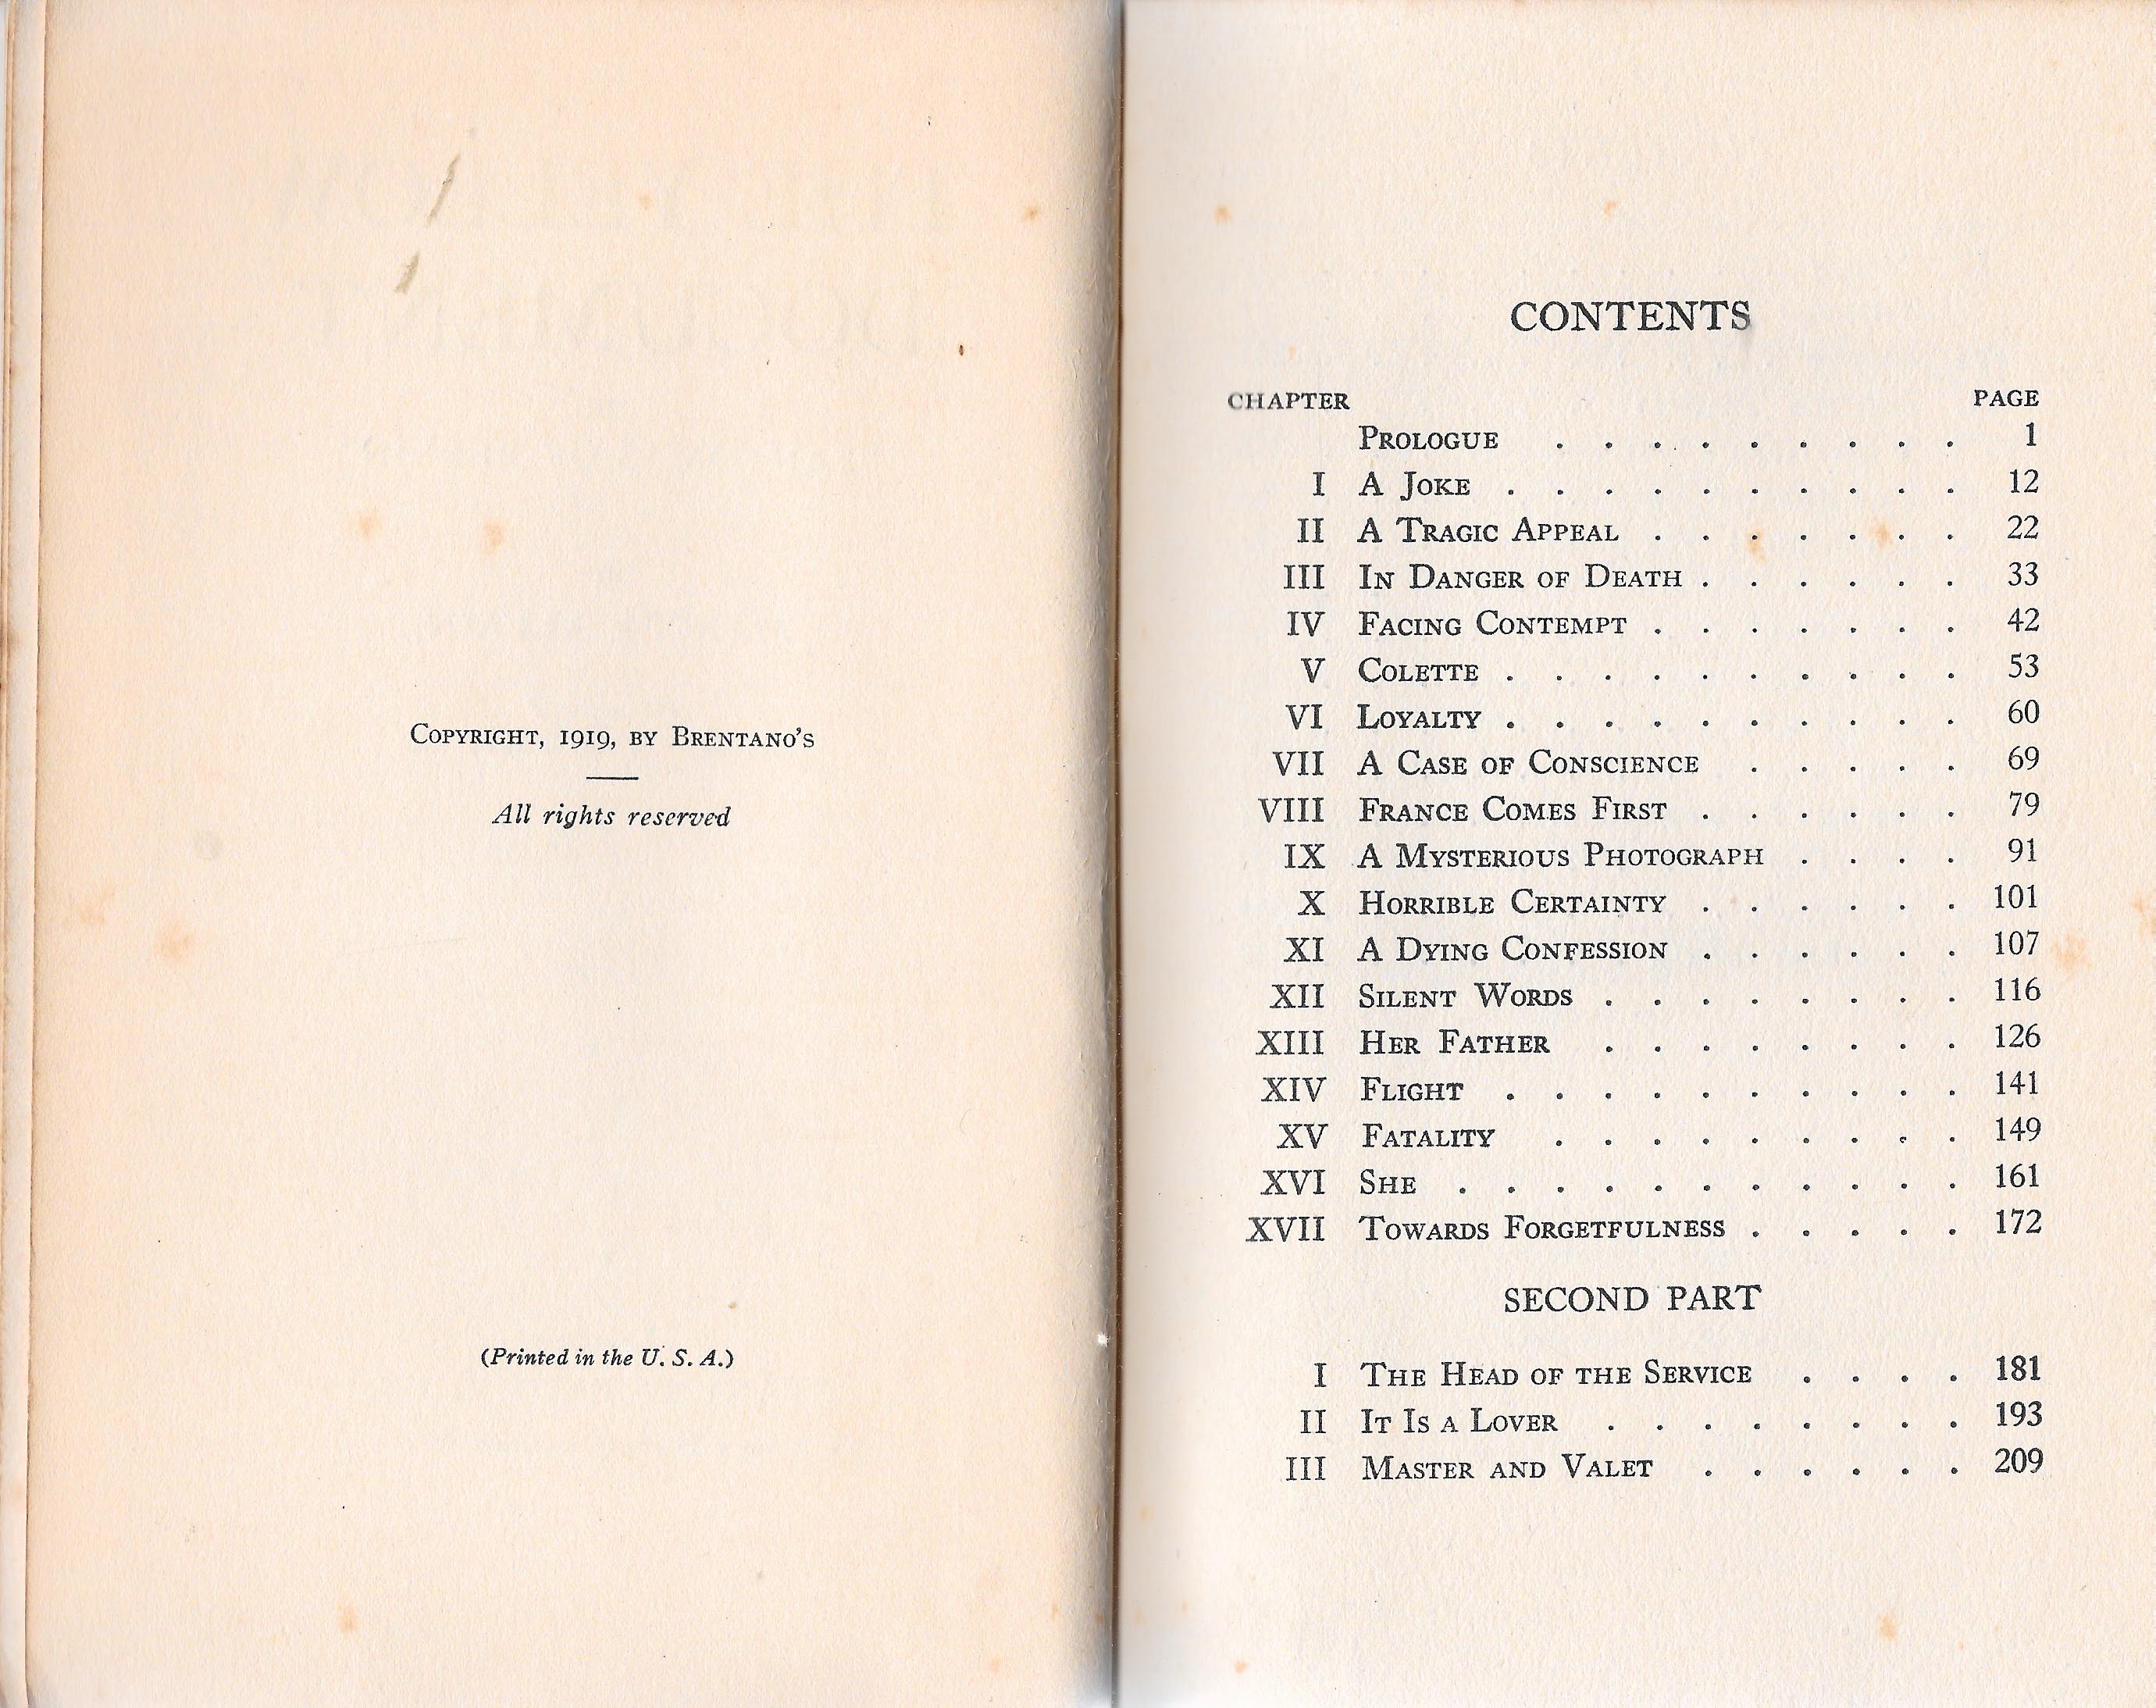 Copyright, 1919, by Brentano's
All rights reserved
(Printed in the U. S. A.)
CONTENTS
CHAPTER PAGE
Prologue . . . . . . . . . 1
I A Joke . . . . . . . . . . 12
II A Tragic Appeal . . . . . . . 22
III In Danger of Death . . . . . . 33
IV Facing Contempt . . . . . . . 42
V Colette . . . . . . . . . . 53
VI Loyalty . . . . . . . . . . 60
VII A Case of Conscience . . . . . 69
VIII France Comes First . . . . . . 79
IX A Mysterious Photograph . . . . 91
X Horrible Certainty . . . . . . 101
XI A Dying Confession . . . . . . 107
XII Silent Words . . . . . . . . 116
XIII Her Father . . . . . . . . 126
XIV Flight . . . . . . . . . . 141
XV Fatality . . . . . . . . . 149
XVI She . . . . . . . . . . . 161
XVII Towards Forgetfulness . . . . . 172
SECOND PART
I The Head of the Service . . . . 181
II It Is a Lover . . . . . . . . 193
III Master and Valet . . . . . . 209